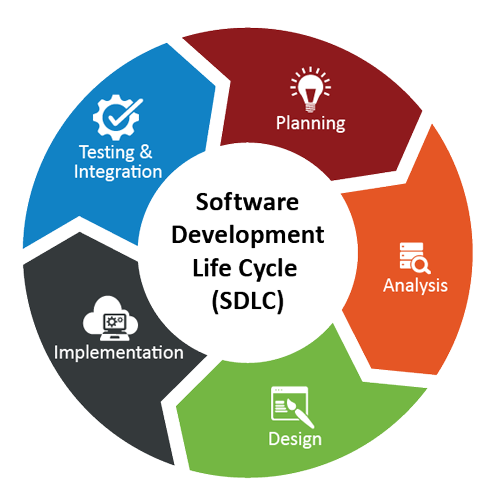 Software
Development
Life Cycle
(SDLC)
Planning
Analysis
Design
Implementation
Testing &
Integration